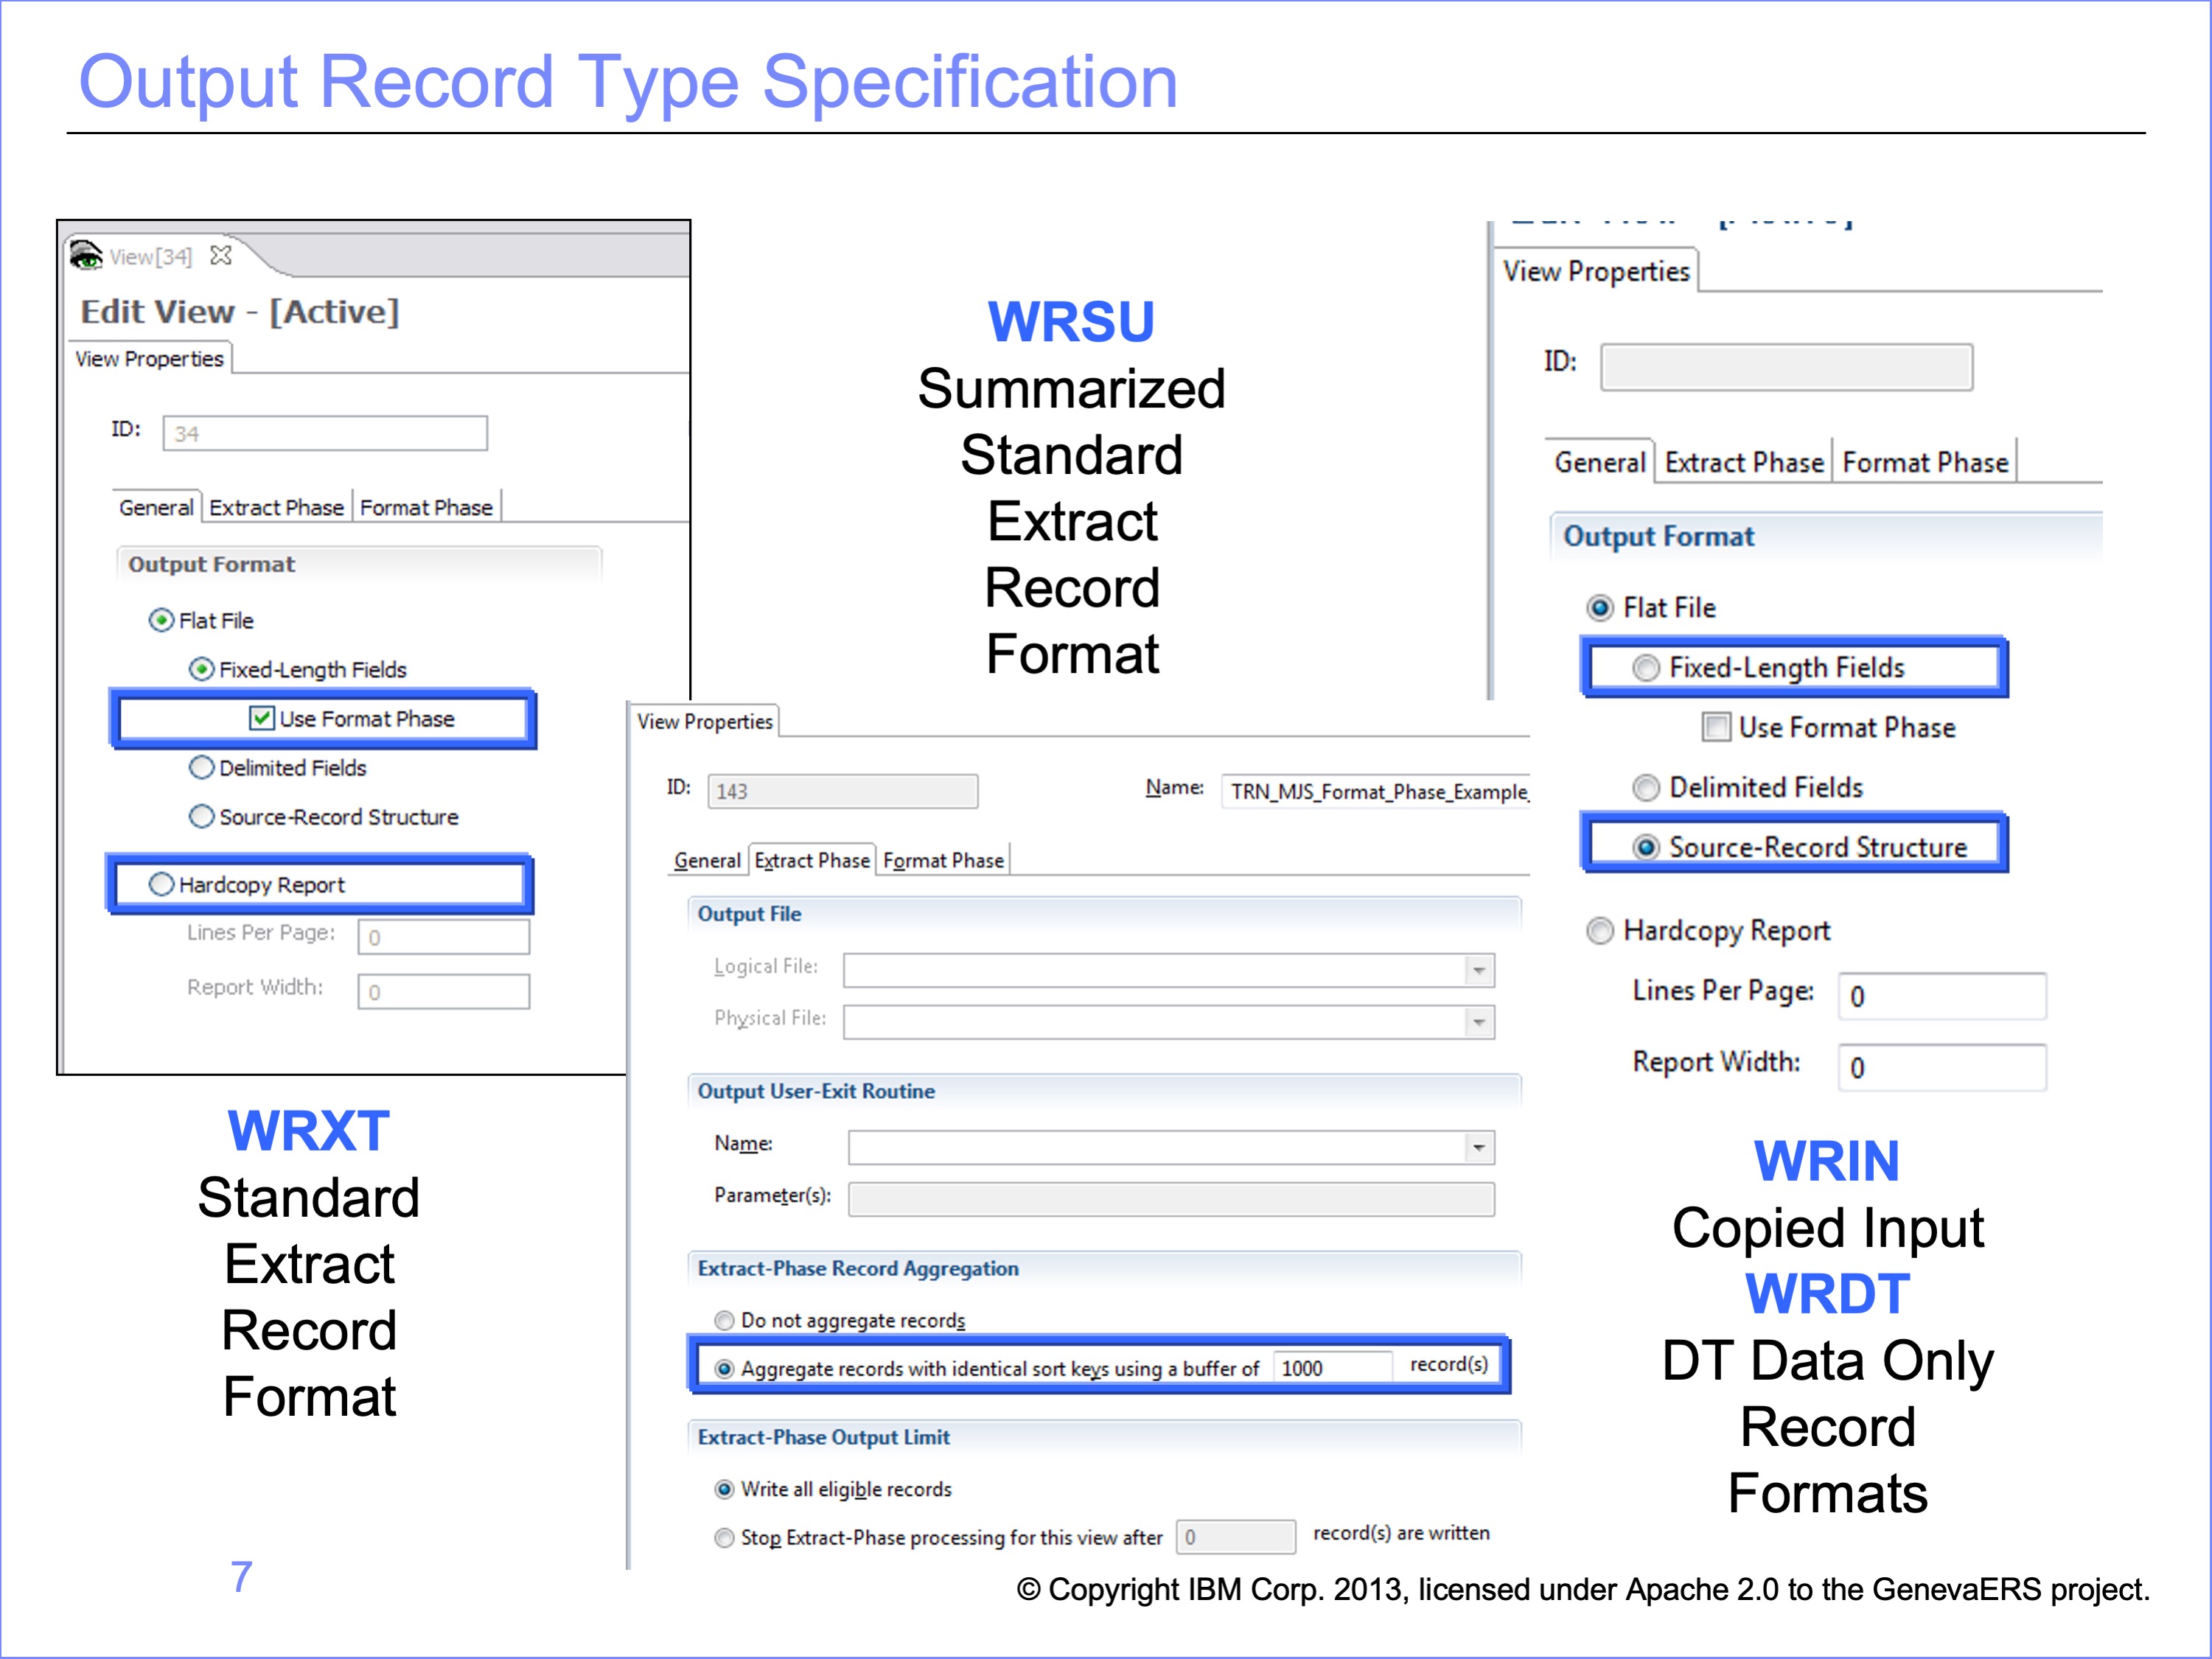 Output Record Type Specification
View[34]
Edit View - [Active]
View Properties
ID: 34
General Extract Phase Format Phase
Output Format
Flat File
Fixed-Length Fields
Use Format Phase
Delimited Fields
Source-Record Structure
Hardcopy Report
Lines Per Page: 0
Report Width: 0
WRXT
Standard
Extract
Record
Format
WRSU
Summarized
Standard
Extract
Record
Format
View Properties
ID: 143 Name: TRN_MJS_Format_Phase_Example_
General Extract Phase Format Phase
Output File
Logical File:
Physical File:
Output User-Exit Routine
Name:
Parameter(s):
Extract-Phase Record Aggregation
Do not aggregate records
Aggregate records with identical sort keys using a buffer of 1000 record(s)
Extract-Phase Output Limit
Write all eligible records
Stop Extract-Phase processing for this view after 0 record(s) are written
View Properties
ID:
General Extract Phase Format Phase
Output Format
Flat File
Fixed-Length Fields
Use Format Phase
Delimited Fields
Source-Record Structure
Hardcopy Report
Lines Per Page: 0
Report Width: 0
WRIN
Copied Input
WRDT
DT Data Only
Record
Formats
7
© Copyright IBM Corp. 2013, licensed under Apache 2.0 to the GenevaERS project.